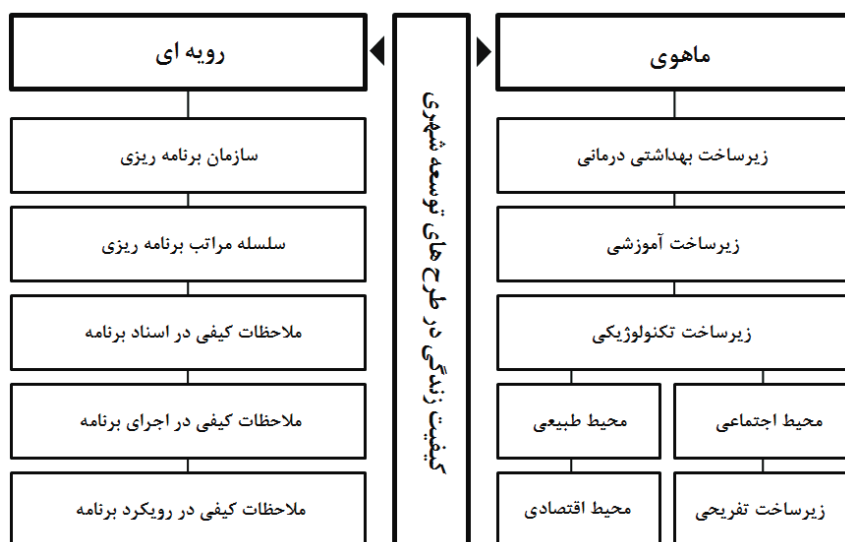 ماهوی
زیرساخت بهداشتی درمانی
زیرساخت آموزشی
زیرساخت تکنولوژیکی
محیط اجتماعی
محیط طبیعی
زیرساخت تفریحی
محیط اقتصادی
کیفیت زندگی در طرح های توسعه شهری
رویه ای
سازمان برنامه ریزی
سلسله مراتب برنامه ریزی
ملاحظات کیفی در اسناد برنامه
ملاحظات کیفی در اجرای برنامه
ملاحظات کیفی در رویکرد برنامه